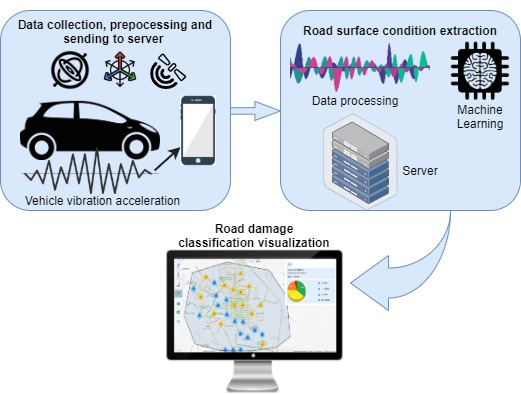 Data collection, prepocessing and
sending to server
Vehicle vibration acceleration
Road surface condition extraction
Data processing
Machine
Learning
Server
Road damage
classification visualization